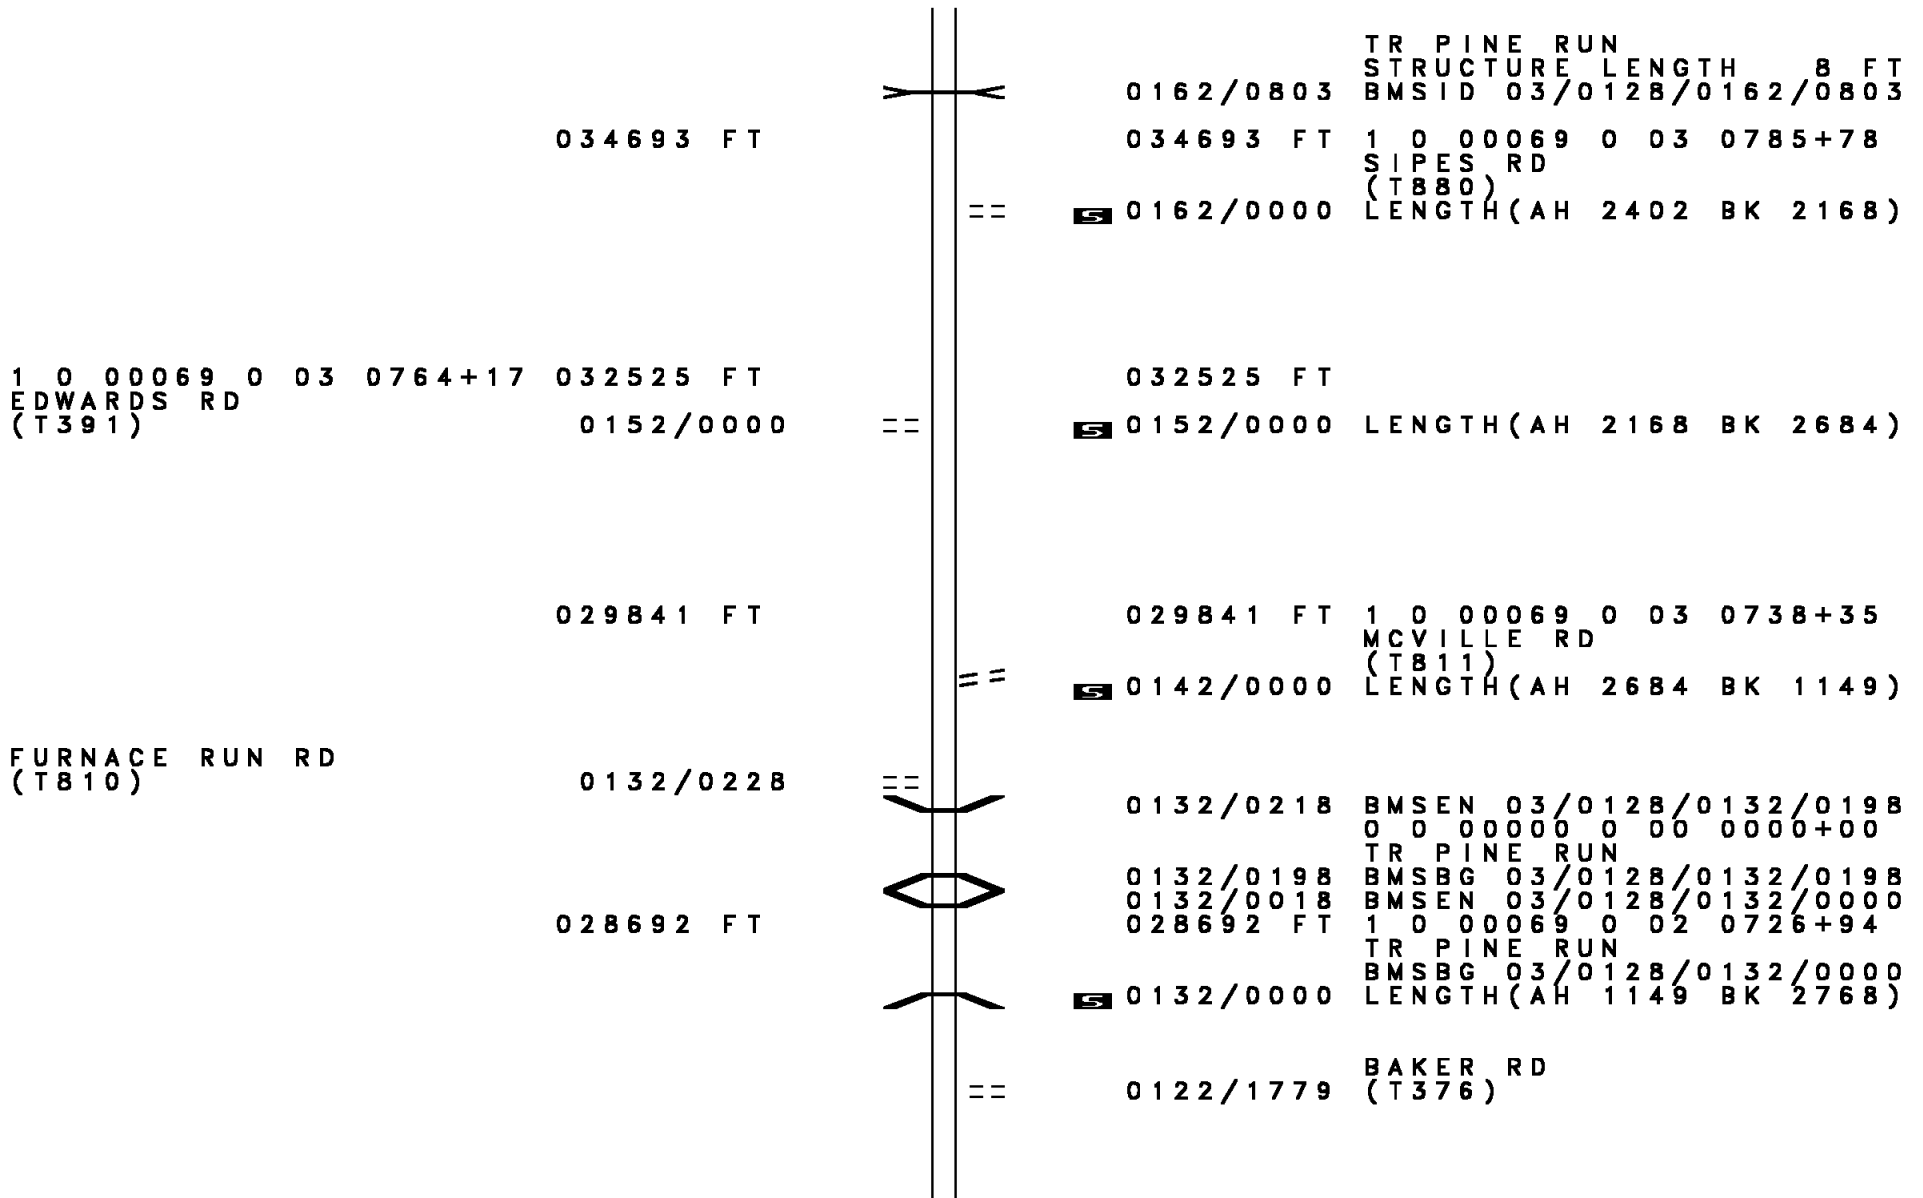 TR PINE RUN
STRUCTURE LENGTH 8 FT
0162/0803 BMSID 03/0128/0162/0803
034693 FT 034693 FT 1 0 00069 0 03 0785+78
SIPES RD
(T880)
S 0162/0000 LENGTH(AH 2402 BK 2168)
1 0 00069 0 03 0764+17 032525 FT 032525 FT
EDWARDS RD
(T391) 0152/0000 S 0152/0000 LENGTH(AH 2168 BK 2684)
029841 FT 029841 FT 1 0 00069 0 03 0738+35
MCVILLE RD
(T811)
S 0142/0000 LENGTH(AH 2684 BK 1149)
FURNACE RUN RD
(T810) 0132/0228
0132/0218 BMSEN 03/0128/0132/0198
0 0 00000 0 00 0000+00
TR PINE RUN
0132/0198 BMSBG 03/0128/0132/0198
0132/0018 BMSEN 03/0128/0132/0000
028692 FT 028692 FT 1 0 00069 0 02 0726+94
TR PINE RUN
BMSBG 03/0128/0132/0000
S 0132/0000 LENGTH(AH 1149 BK 2768)
BAKER RD
0122/1779 (T376)